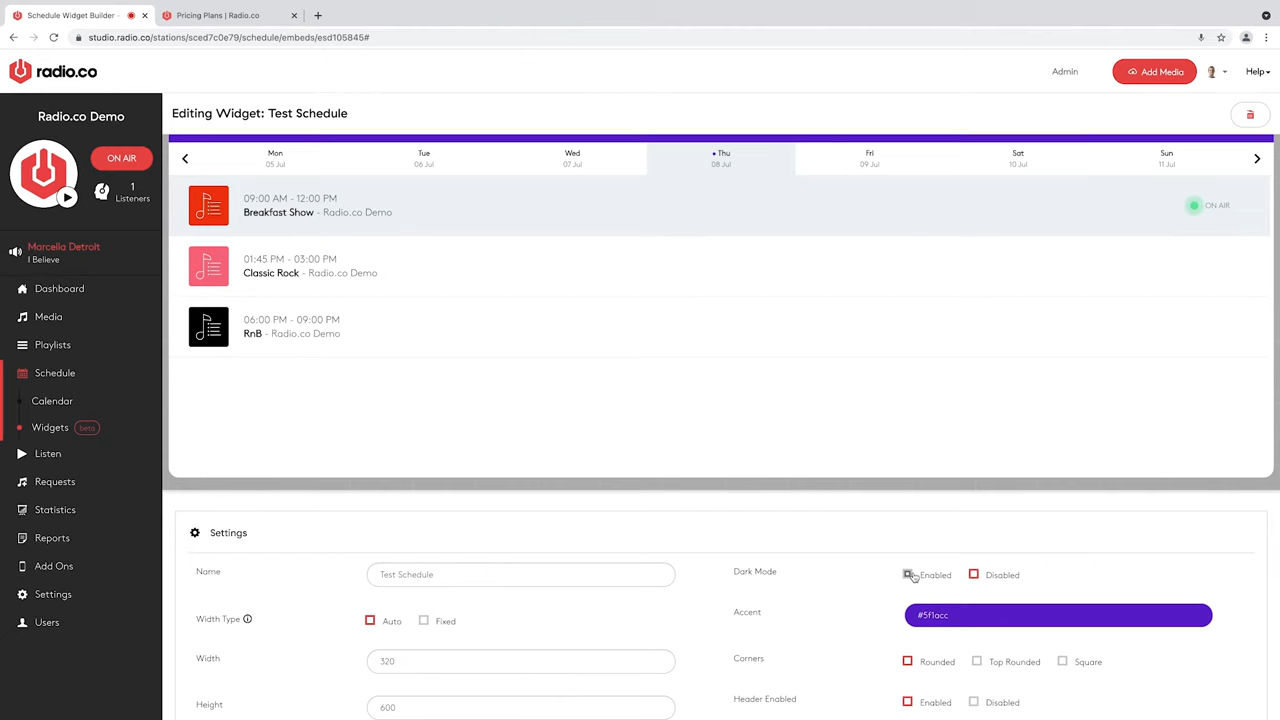 Schedule Widget Builder -
Pricing Plans | Radio.co
studio.radio.co/stations/sced7c0e79/schedule/embeds/esd105845#
radio.co
Admin
Add Media
Help
Radio.co Demo
ON AIR
1
Listeners
Marcella Detroit
I Believe
Dashboard
Media
Playlists
Schedule
Calendar
Widgets beta
Listen
Requests
Statistics
Reports
Add Ons
Settings
Users
Editing Widget: Test Schedule
Mon
05 Jul
Tue
06 Jul
Wed
07 Jul
Thu
08 Jul
Fri
09 Jul
Sat
10 Jul
Sun
11 Jul
09:00 AM - 12:00 PM
Breakfast Show - Radio.co Demo
ON AIR
01:45 PM - 03:00 PM
Classic Rock - Radio.co Demo
06:00 PM - 09:00 PM
RnB - Radio.co Demo
Settings
Name
Test Schedule
Width Type
Auto Fixed
Width
320
Height
600
Dark Mode
Enabled Disabled
Accent
#5f1acc
Corners
Rounded Top Rounded Square
Header Enabled
Enabled Disabled